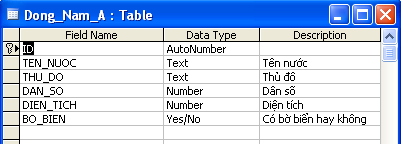 Dong_Nam_A : Table
Field Name Data Type Description
ID AutoNumber
TEN_NUOC Text Tên nước
THU_DO Text Thủ đô
DAN_SO Number Dân số
DIEN_TICH Number Diện tích
BO_BIEN Yes/No Có bờ biển hay không